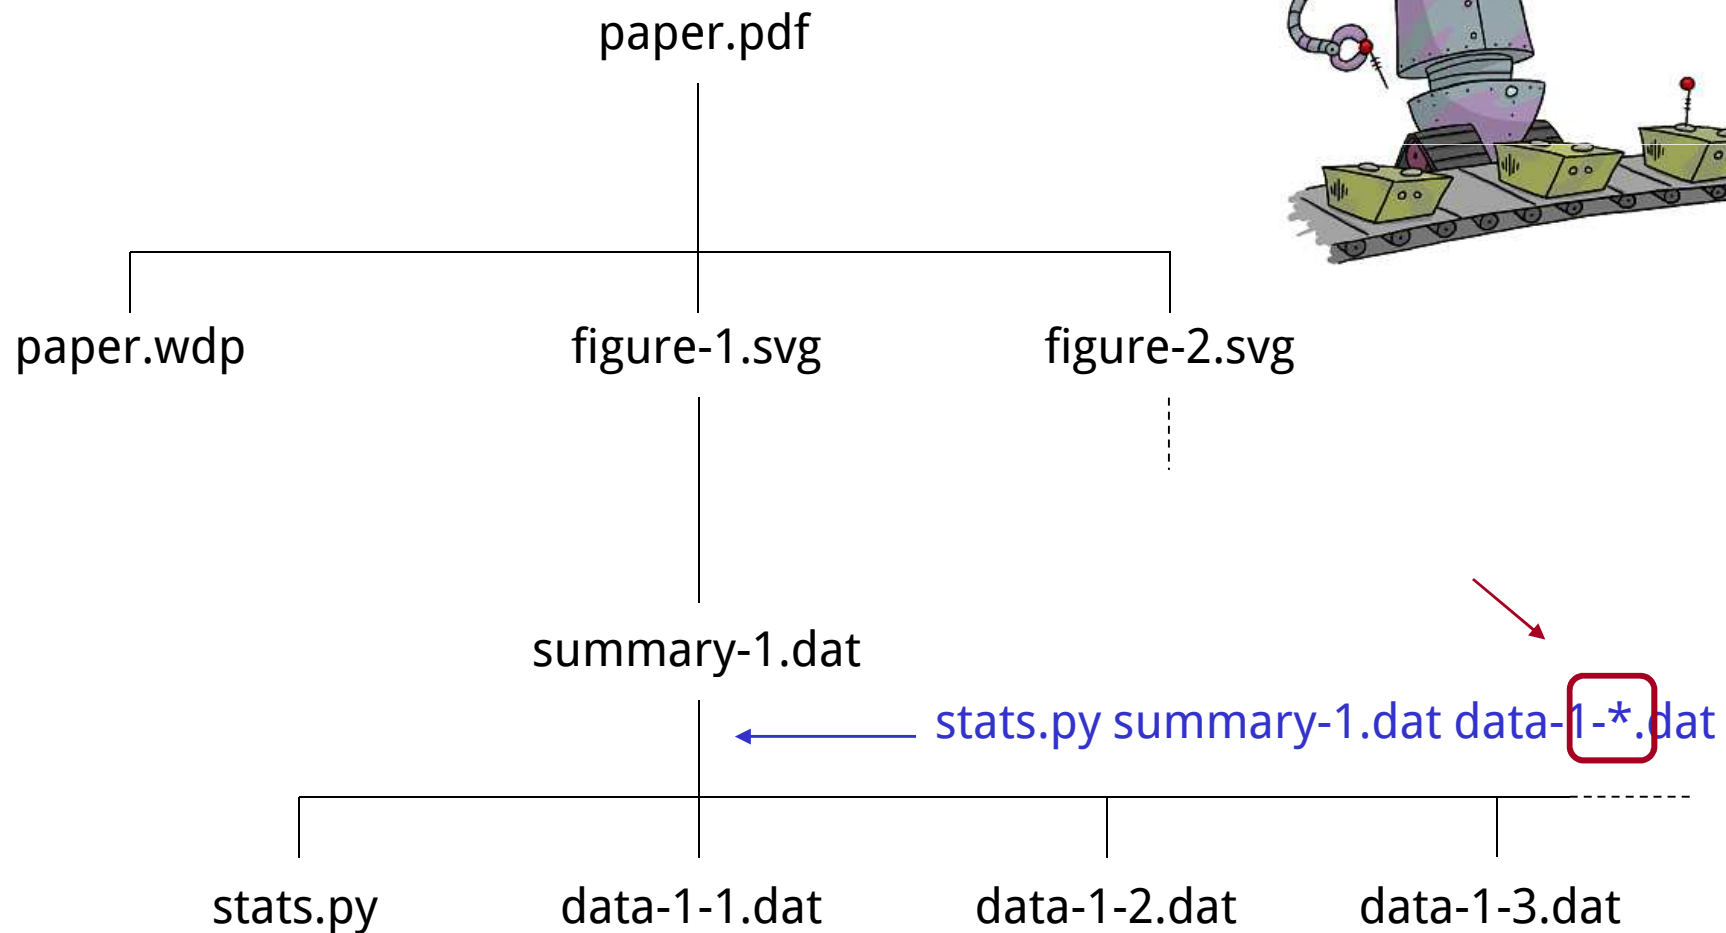 paper.pdf
paper.wdp figure-1.svg figure-2.svg
summary-1.dat
stats.py summary-1.dat data-1-*.dat
stats.py data-1-1.dat data-1-2.dat data-1-3.dat